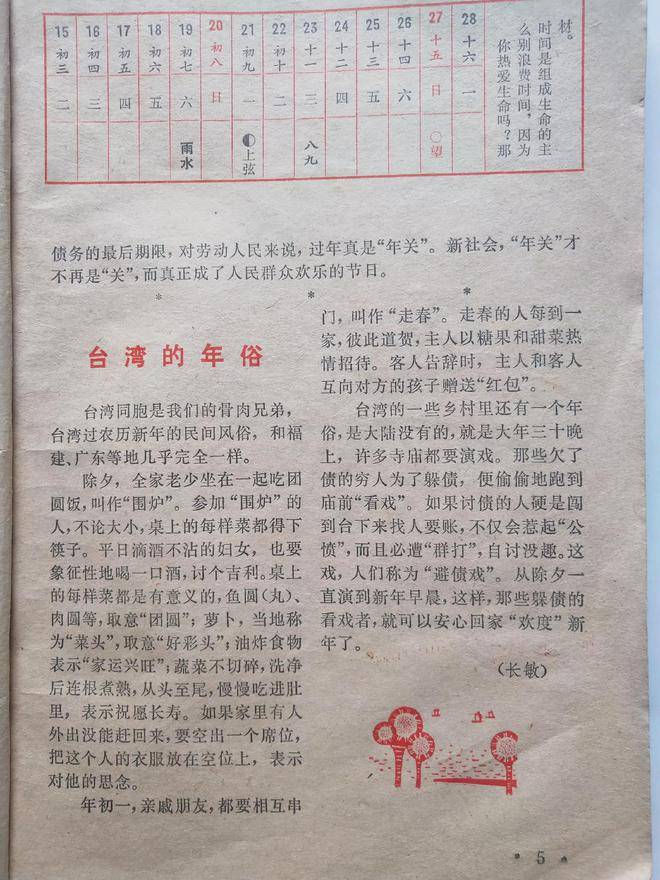 15 16 17 18 19 20 21 22 23 24 25 26 27 28
初三 初四 初五 初六 初七 初八 初九 初十 十一 十二 十三 十四 十五 十六
二 三 四 五 六 日 一 二 三 四 五 六 日 一
雨水 上弦 八九 望
材。
时间是组成生命的主
么别浪费时间，因为
你热爱生命吗？那
债务的最后期限，对劳动人民来说，过年真是“年关”。新社会，“年关”才
不再是“关”，而真正成了人民群众欢乐的节日。
* * *
台湾的年俗
台湾同胞是我们的骨肉兄弟，
台湾过农历新年的民间风俗，和福
建、广东等地几乎完全一样。
除夕，全家老少坐在一起吃团
圆饭，叫作“围炉”。参加“围炉”的
人，不论大小，桌上的每样菜都得下
筷子。平日滴酒不沾的妇女，也要
象征性地喝一口酒，讨个吉利。桌上
的每样菜都是有意义的，鱼圆（丸）、
肉圆等，取意“团圆”；萝卜，当地称
为“菜头”，取意“好彩头”；油炸食物
表示“家运兴旺”；蔬菜不切碎，洗净
后连根煮熟，从头至尾，慢慢吃进肚
里，表示祝愿长寿。如果家里有人
外出没能赶回来，要空出一个席位，
把这个人的衣服放在空位上，表示
对他的思念。
年初一，亲戚朋友，都要相互串
门，叫作“走春”。走春的人每到一
家，彼此道贺，主人以糖果和甜菜热
情招待。客人告辞时，主人和客人
互向对方的孩子赠送“红包”。
台湾的一些乡村里还有一个年
俗，是大陆没有的，就是大年三十晚
上，许多寺庙都要演戏。那些欠了
债的穷人为了躲债，便偷偷地跑到
庙前“看戏”。如果讨债的人硬是闯
到台下来找人要账，不仅会惹起“公
愤”，而且必遭“群打”，自讨没趣。这
戏，人们称为“避债戏”。从除夕一
直演到新年早晨，这样，那些躲债的
看戏者，就可以安心回家“欢度”新
年了。
（长敏）
· 5 ·